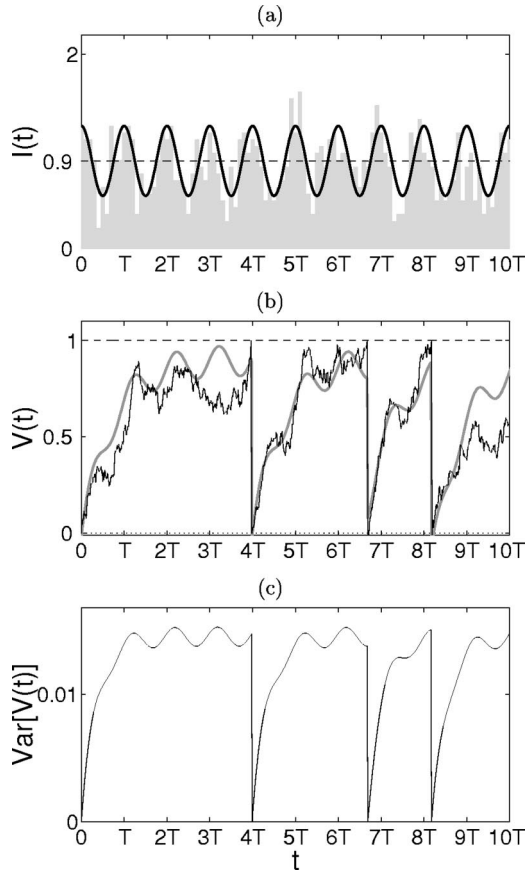 (a)
2
0.9
0
I(t)
0 T 2T 3T 4T 5T 6T 7T 8T 9T 10T
(b)
1
0.5
0
V(t)
0 T 2T 3T 4T 5T 6T 7T 8T 9T 10T
(c)
0.01
0
Var[V(t)]
0 T 2T 3T 4T 5T 6T 7T 8T 9T 10T
t